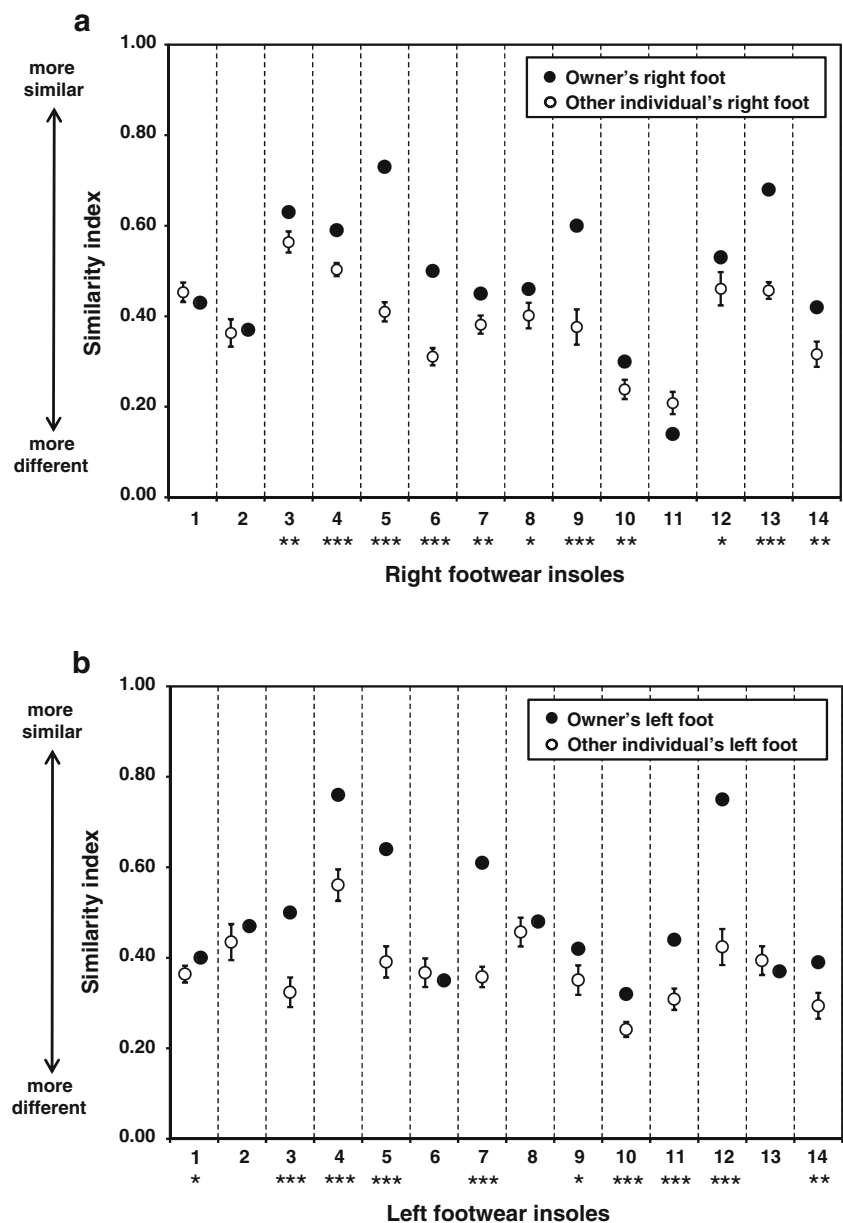 a
1.00
more
similar
Owner's right foot
Other individual's right foot
0.80
0.60
Similarity index
0.40
0.20
more
different
0.00
1 2 3 4 5 6 7 8 9 10 11 12 13 14
** *** *** *** ** * *** ** * *** **
Right footwear insoles
b
1.00
more
similar
Owner's left foot
Other individual's left foot
0.80
0.60
Similarity index
0.40
0.20
more
different
0.00
1 2 3 4 5 6 7 8 9 10 11 12 13 14
* *** *** *** *** * *** *** *** **
Left footwear insoles